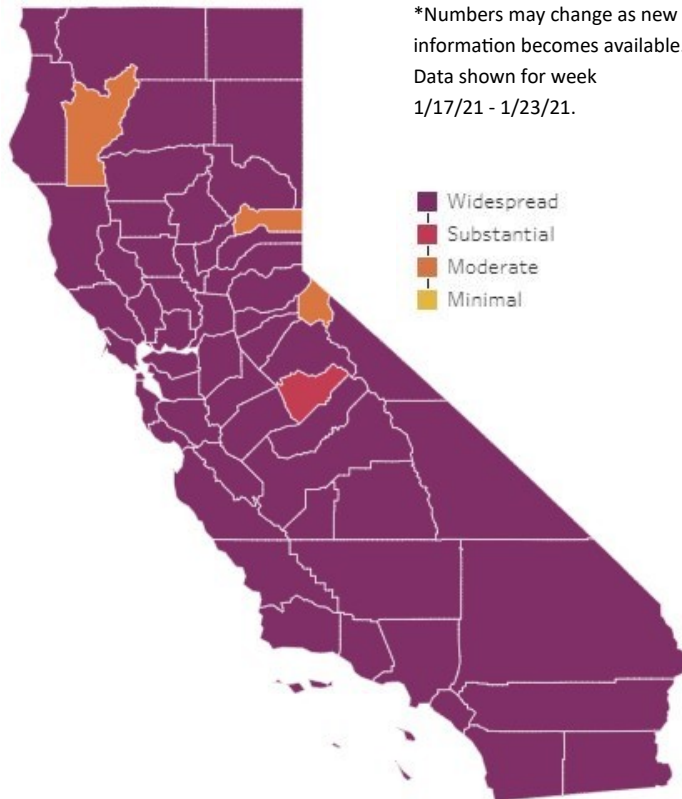 *Numbers may change as new
information becomes available.
Data shown for week
1/17/21 - 1/23/21.
Widespread
Substantial
Moderate
Minimal